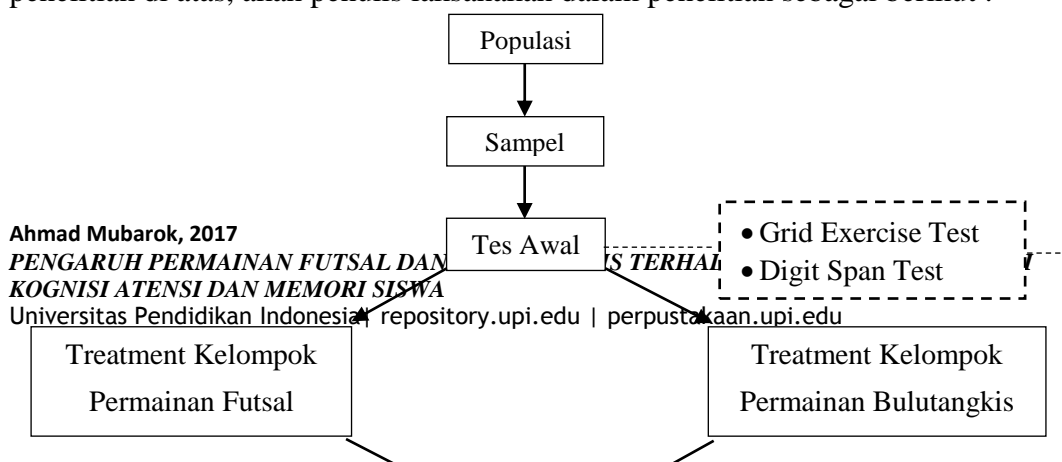 penelitian di atas, akan penulis laksanakan dalam penelitian sebagai berikut :
Populasi
Sampel
Tes Awal
• Grid Exercise Test
• Digit Span Test
Ahmad Mubarok, 2017
PENGARUH PERMAINAN FUTSAL DAN
KOGNISI ATENSI DAN MEMORI SISWA
Universitas Pendidikan Indonesia| repository.upi.edu | perpustakaan.upi.edu
Treatment Kelompok
Permainan Futsal
Treatment Kelompok
Permainan Bulutangkis